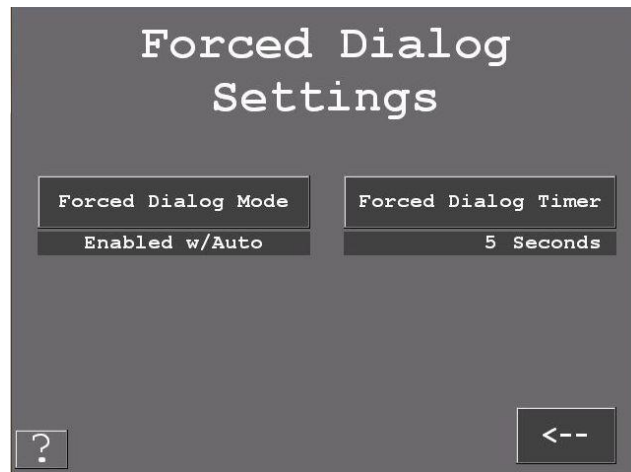 Forced Dialog
Settings
Forced Dialog Mode
Forced Dialog Timer
Enabled w/Auto
5 Seconds
?
<--